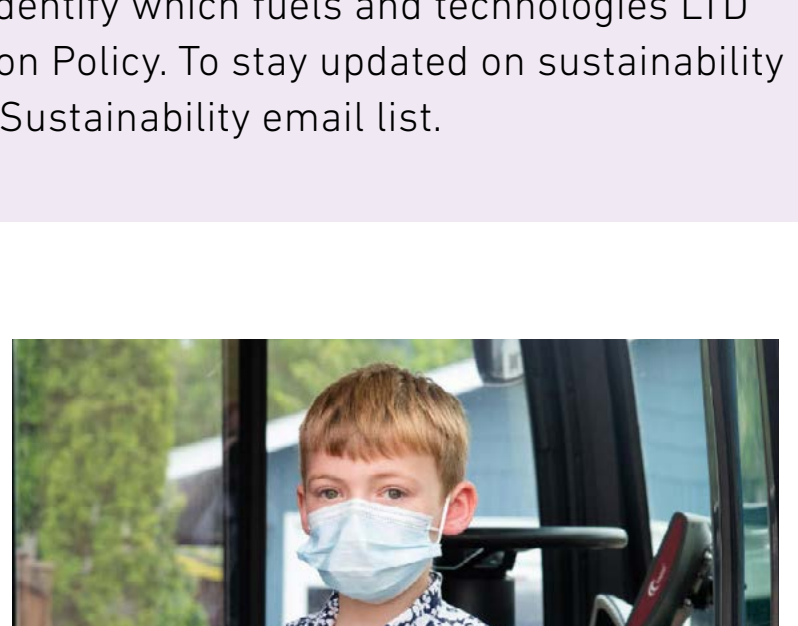 dentify which fuels and technologies LTD
on Policy. To stay updated on sustainability
Sustainability email list.